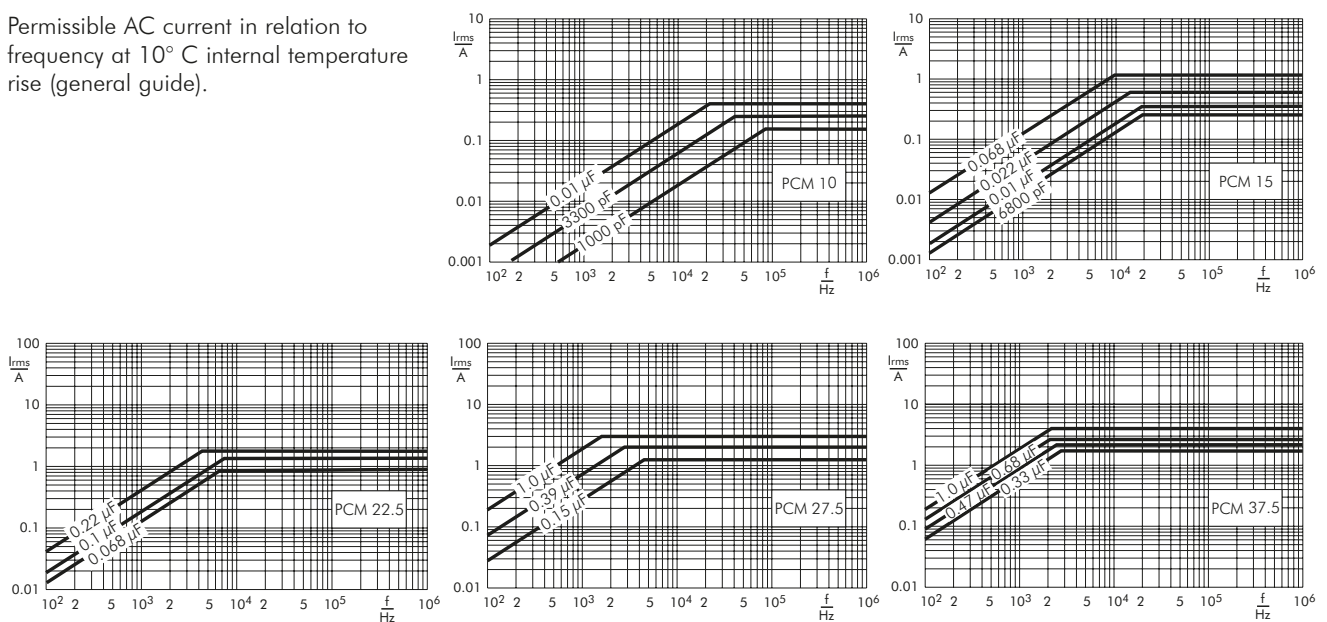 Permissible AC current in relation to
frequency at 10° C internal temperature
rise (general guide).
Irms
A
10
1
0.1
0.01
0.001
0.01 µF
3300 pF
1000 pF
PCM 10
10² 2 5 10³ 2 5 10⁴ 2 5 10⁵ f 10⁶
Hz
Irms
A
10
1
0.1
0.01
0.001
0.068 µF
0.022 µF
0.01 µF
6800 pF
PCM 15
10² 2 5 10³ 2 5 10⁴ 2 5 10⁵ f 10⁶
Hz
100
Irms
A
10
1
0.1
0.01
0.22 µF
0.1 µF
0.068 µF
PCM 22.5
10² 2 5 10³ 2 5 10⁴ 2 5 10⁵ f 10⁶
Hz
100
Irms
A
10
1
0.1
0.01
1.0 µF
0.39 µF
0.15 µF
PCM 27.5
10² 2 5 10³ 2 5 10⁴ 2 5 10⁵ f 10⁶
Hz
100
Irms
A
10
1
0.1
0.01
1.0 µF
0.68 µF
0.47 µF
0.33 µF
PCM 37.5
10² 2 5 10³ 2 5 10⁴ 2 5 10⁵ f 10⁶
Hz